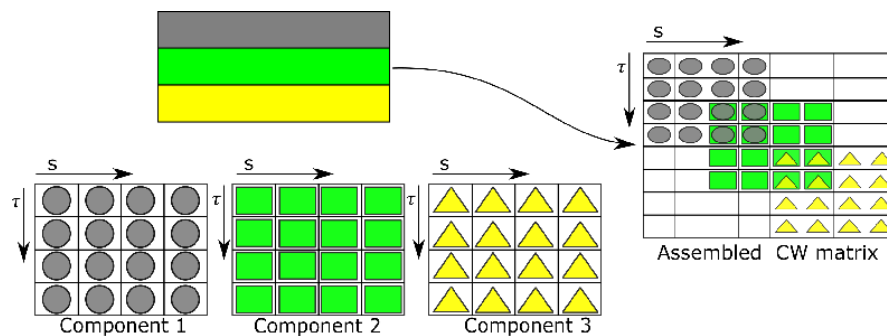 s
τ
s
τ
Component 1
s
τ
Component 2
s
τ
Component 3
Assembled CW matrix